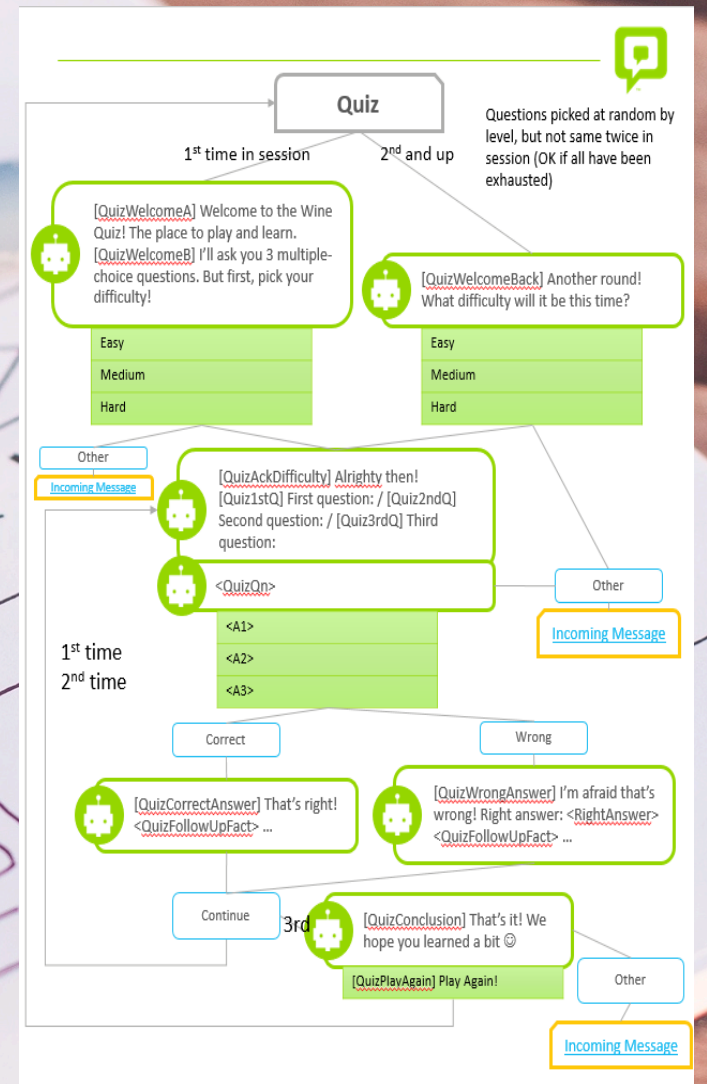 Quiz
Questions picked at random by
level, but not same twice in
session (OK if all have been
exhausted)
1st time in session
2nd and up
[QuizWelcomeA] Welcome to the Wine
Quiz! The place to play and learn.
[QuizWelcomeB] I'll ask you 3 multiple-
choice questions. But first, pick your
difficulty!
Easy
Medium
Hard
[QuizWelcomeBack] Another round!
What difficulty will it be this time?
Easy
Medium
Hard
Other
Incoming Message
[QuizAckDifficulty] Alrighty then!
[Quiz1stQ] First question: / [Quiz2ndQ]
Second question: / [Quiz3rdQ] Third
question:
<QuizQn>
<A1>
<A2>
<A3>
Other
Incoming Message
1st time
2nd time
Correct
Wrong
[QuizCorrectAnswer] That's right!
<QuizFollowUpFact> ...
[QuizWrongAnswer] I'm afraid that's
wrong! Right answer: <RightAnswer>
<QuizFollowUpFact> ...
Continue
3rd
[QuizConclusion] That's it! We
hope you learned a bit ☺
[QuizPlayAgain] Play Again!
Other
Incoming Message